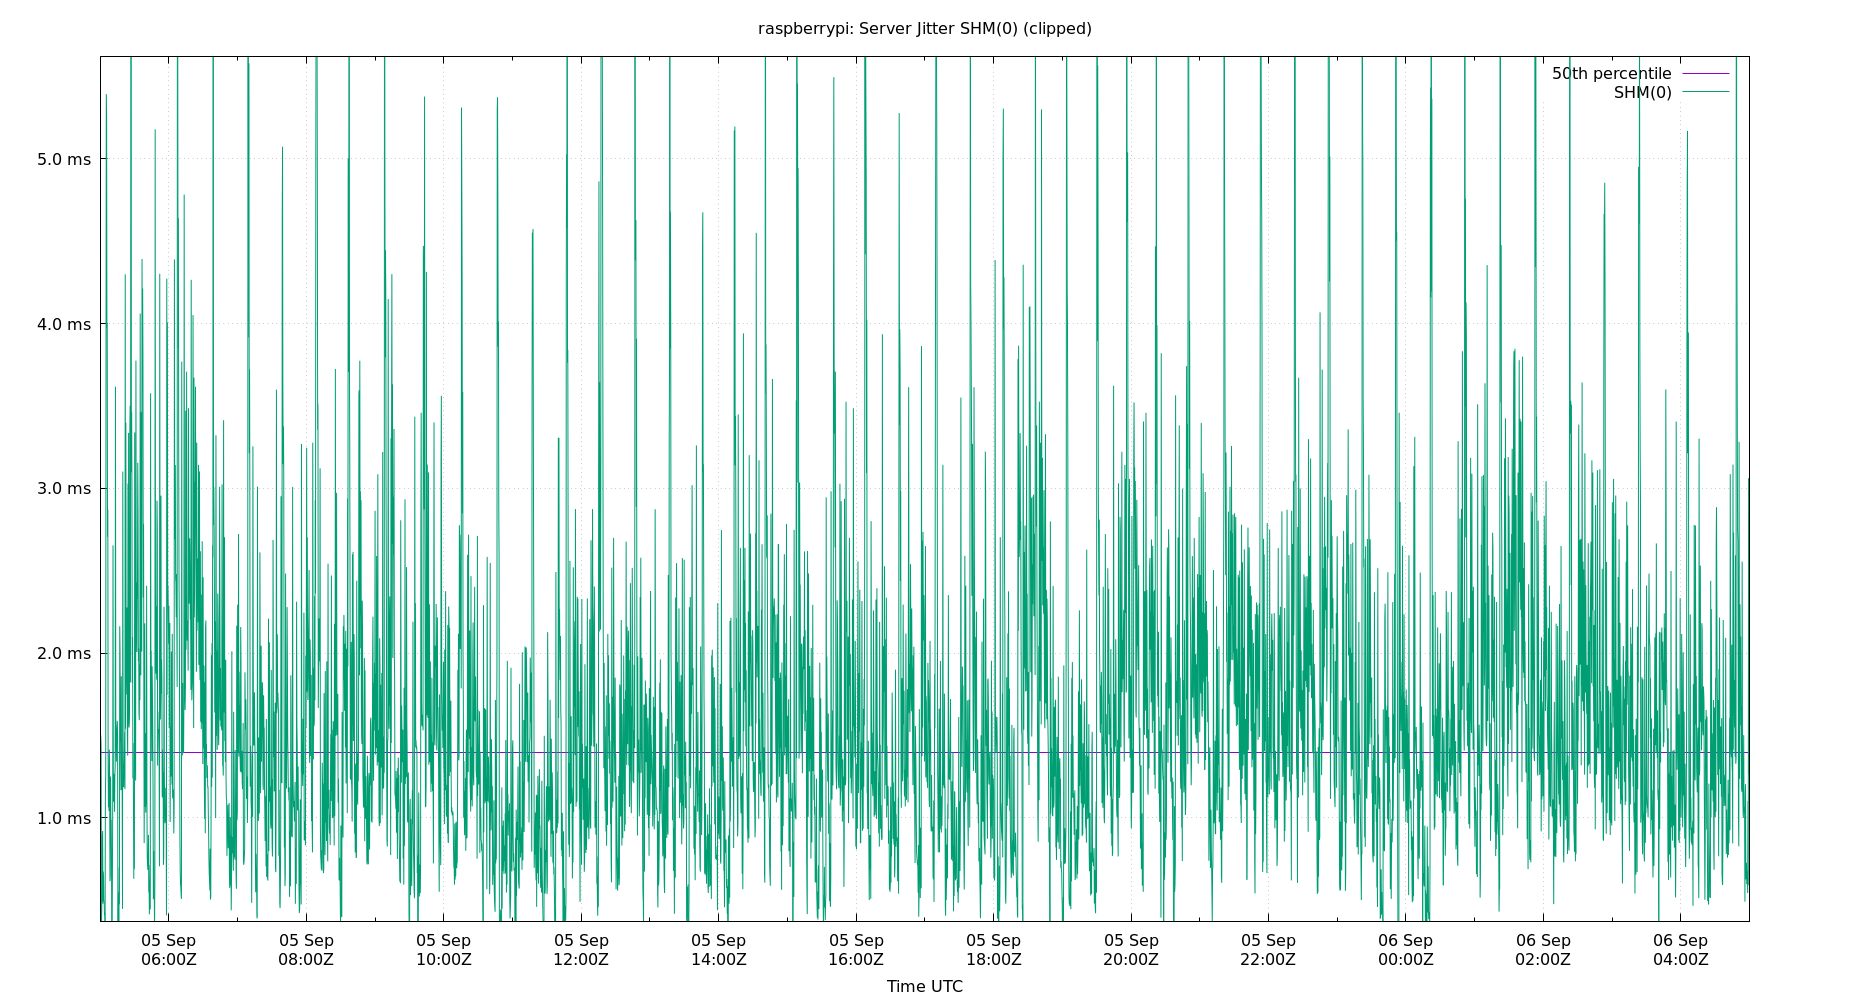 raspberrypi: Server Jitter SHM(0) (clipped)
50th percentile
SHM(0)
5.0 ms
4.0 ms
3.0 ms
2.0 ms
1.0 ms
05 Sep 05 Sep 05 Sep 05 Sep 05 Sep 05 Sep 05 Sep 05 Sep 05 Sep 06 Sep 06 Sep 06 Sep
06:00Z 08:00Z 10:00Z 12:00Z 14:00Z 16:00Z 18:00Z 20:00Z 22:00Z 00:00Z 02:00Z 04:00Z
Time UTC